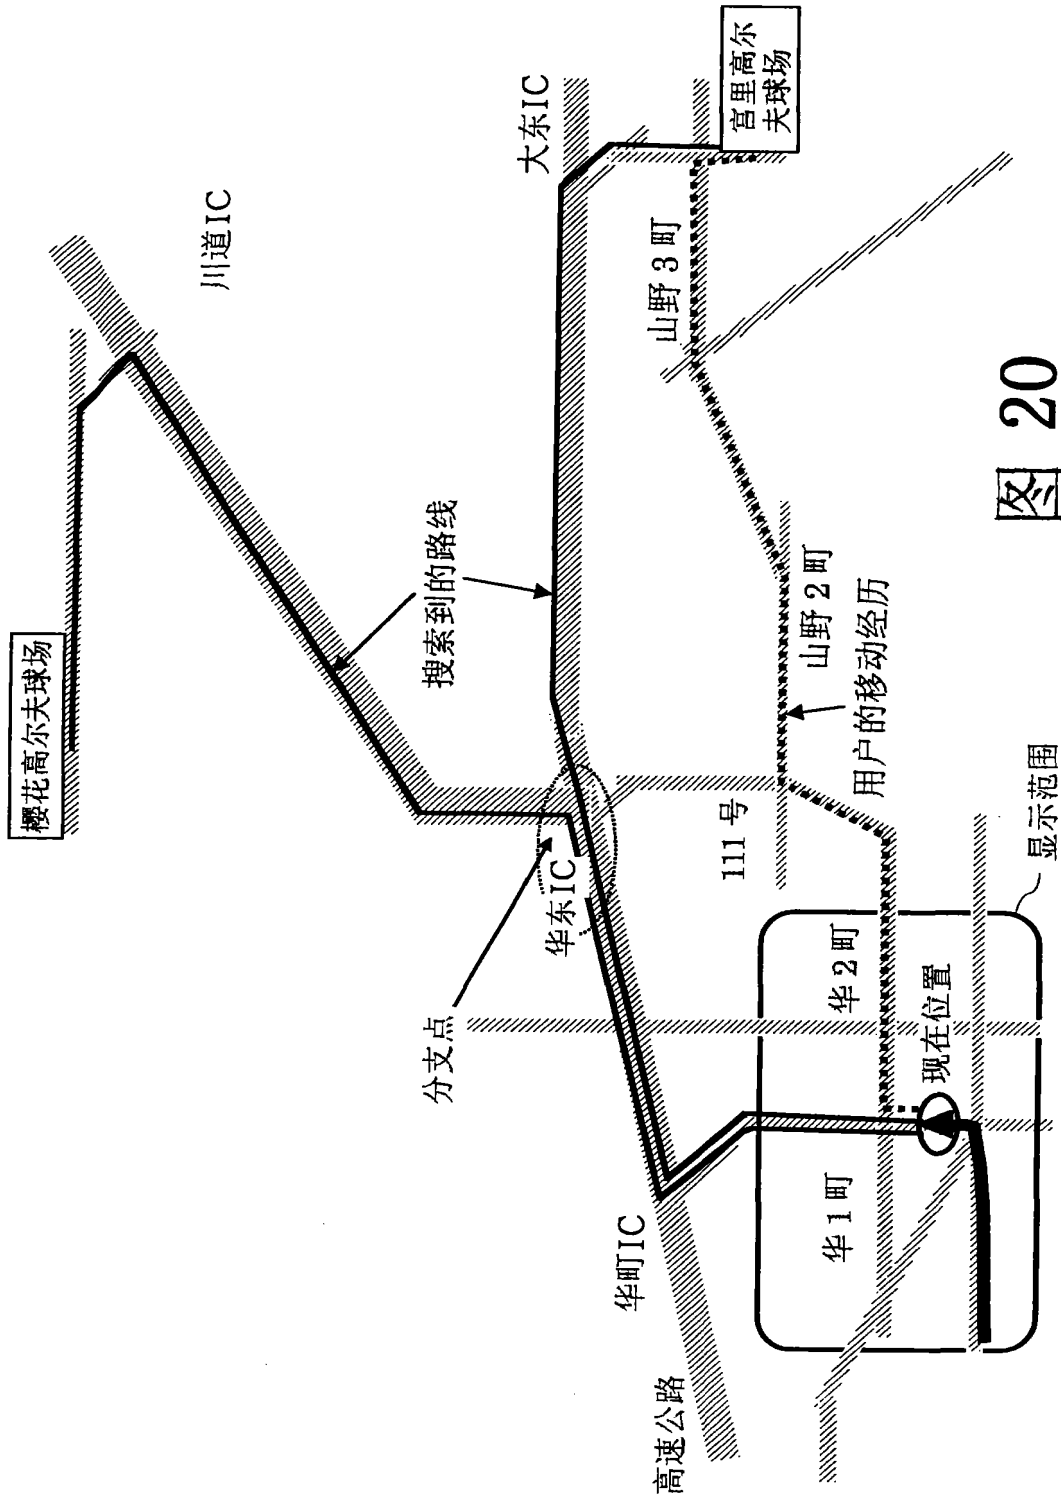 樱花高尔夫球场
川道IC
大东IC
宫里高尔
夫球场
搜索到的路线
山野3町
分支点
华东IC
111号
山野2町
用户的移动经历
华町IC
高速公路
华1町
华2町
现在位置
显示范围
图 20